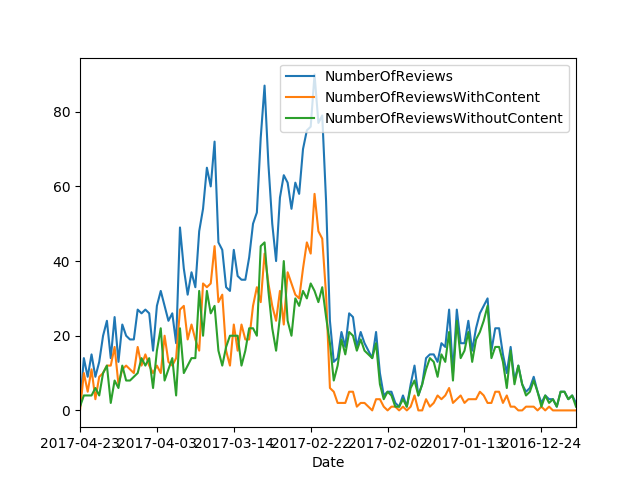 NumberOfReviews
NumberOfReviewsWithContent
NumberOfReviewsWithoutContent
80
60
40
20
0
2017-04-23 2017-04-03 2017-03-14 2017-02-22 2017-02-02 2017-01-13 2016-12-24
Date